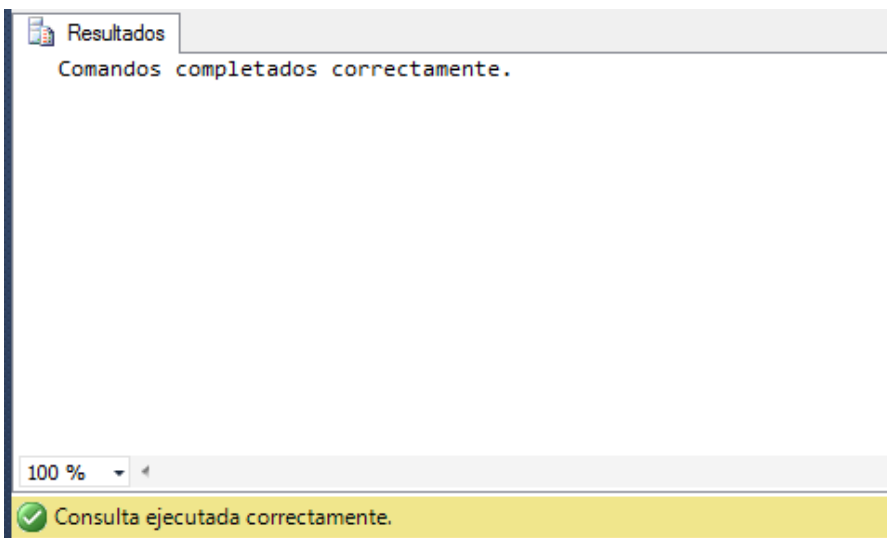 Resultados
Comandos completados correctamente.
100 %
Consulta ejecutada correctamente.